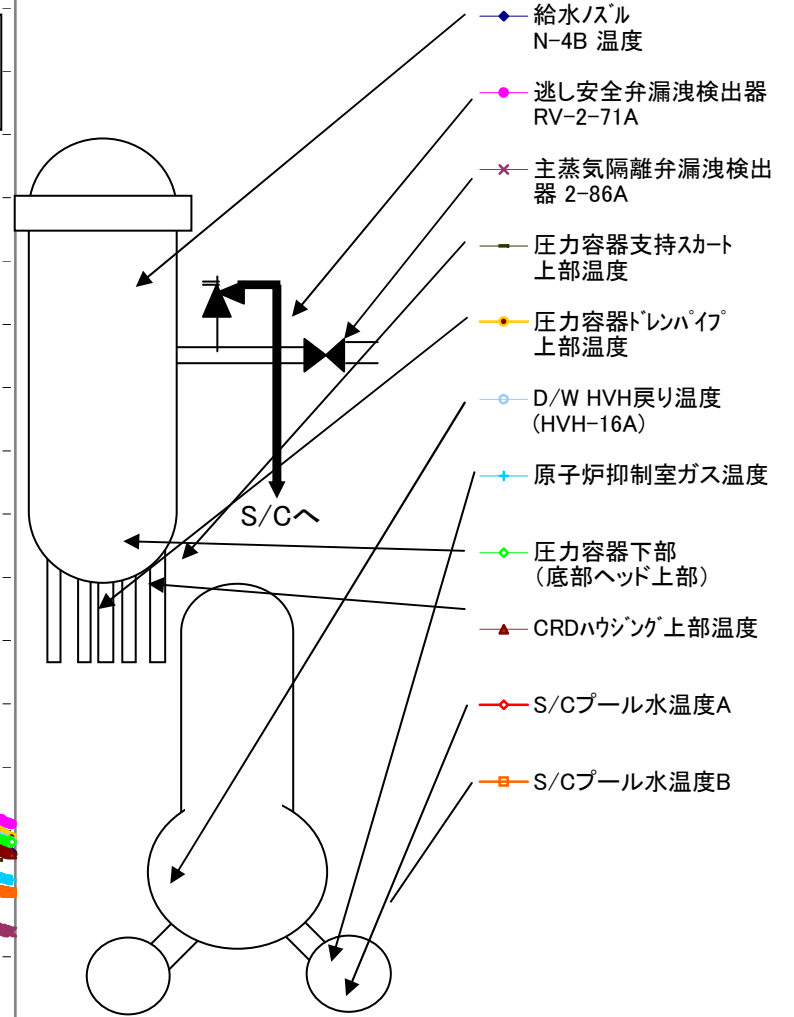 給水ノズル
N-4B 温度
逃し安全弁漏洩検出器
RV-2-71A
主蒸気隔離弁漏洩検出
器 2-86A
圧力容器支持スカート
上部温度
圧力容器ドレンパイプ
上部温度
D/W HVH戻り温度
(HVH-16A)
原子炉抑制室ガス温度
S/Cへ
圧力容器下部
（底部ヘッド上部）
CRDハウジング上部温度
S/Cプール水温度A
S/Cプール水温度B